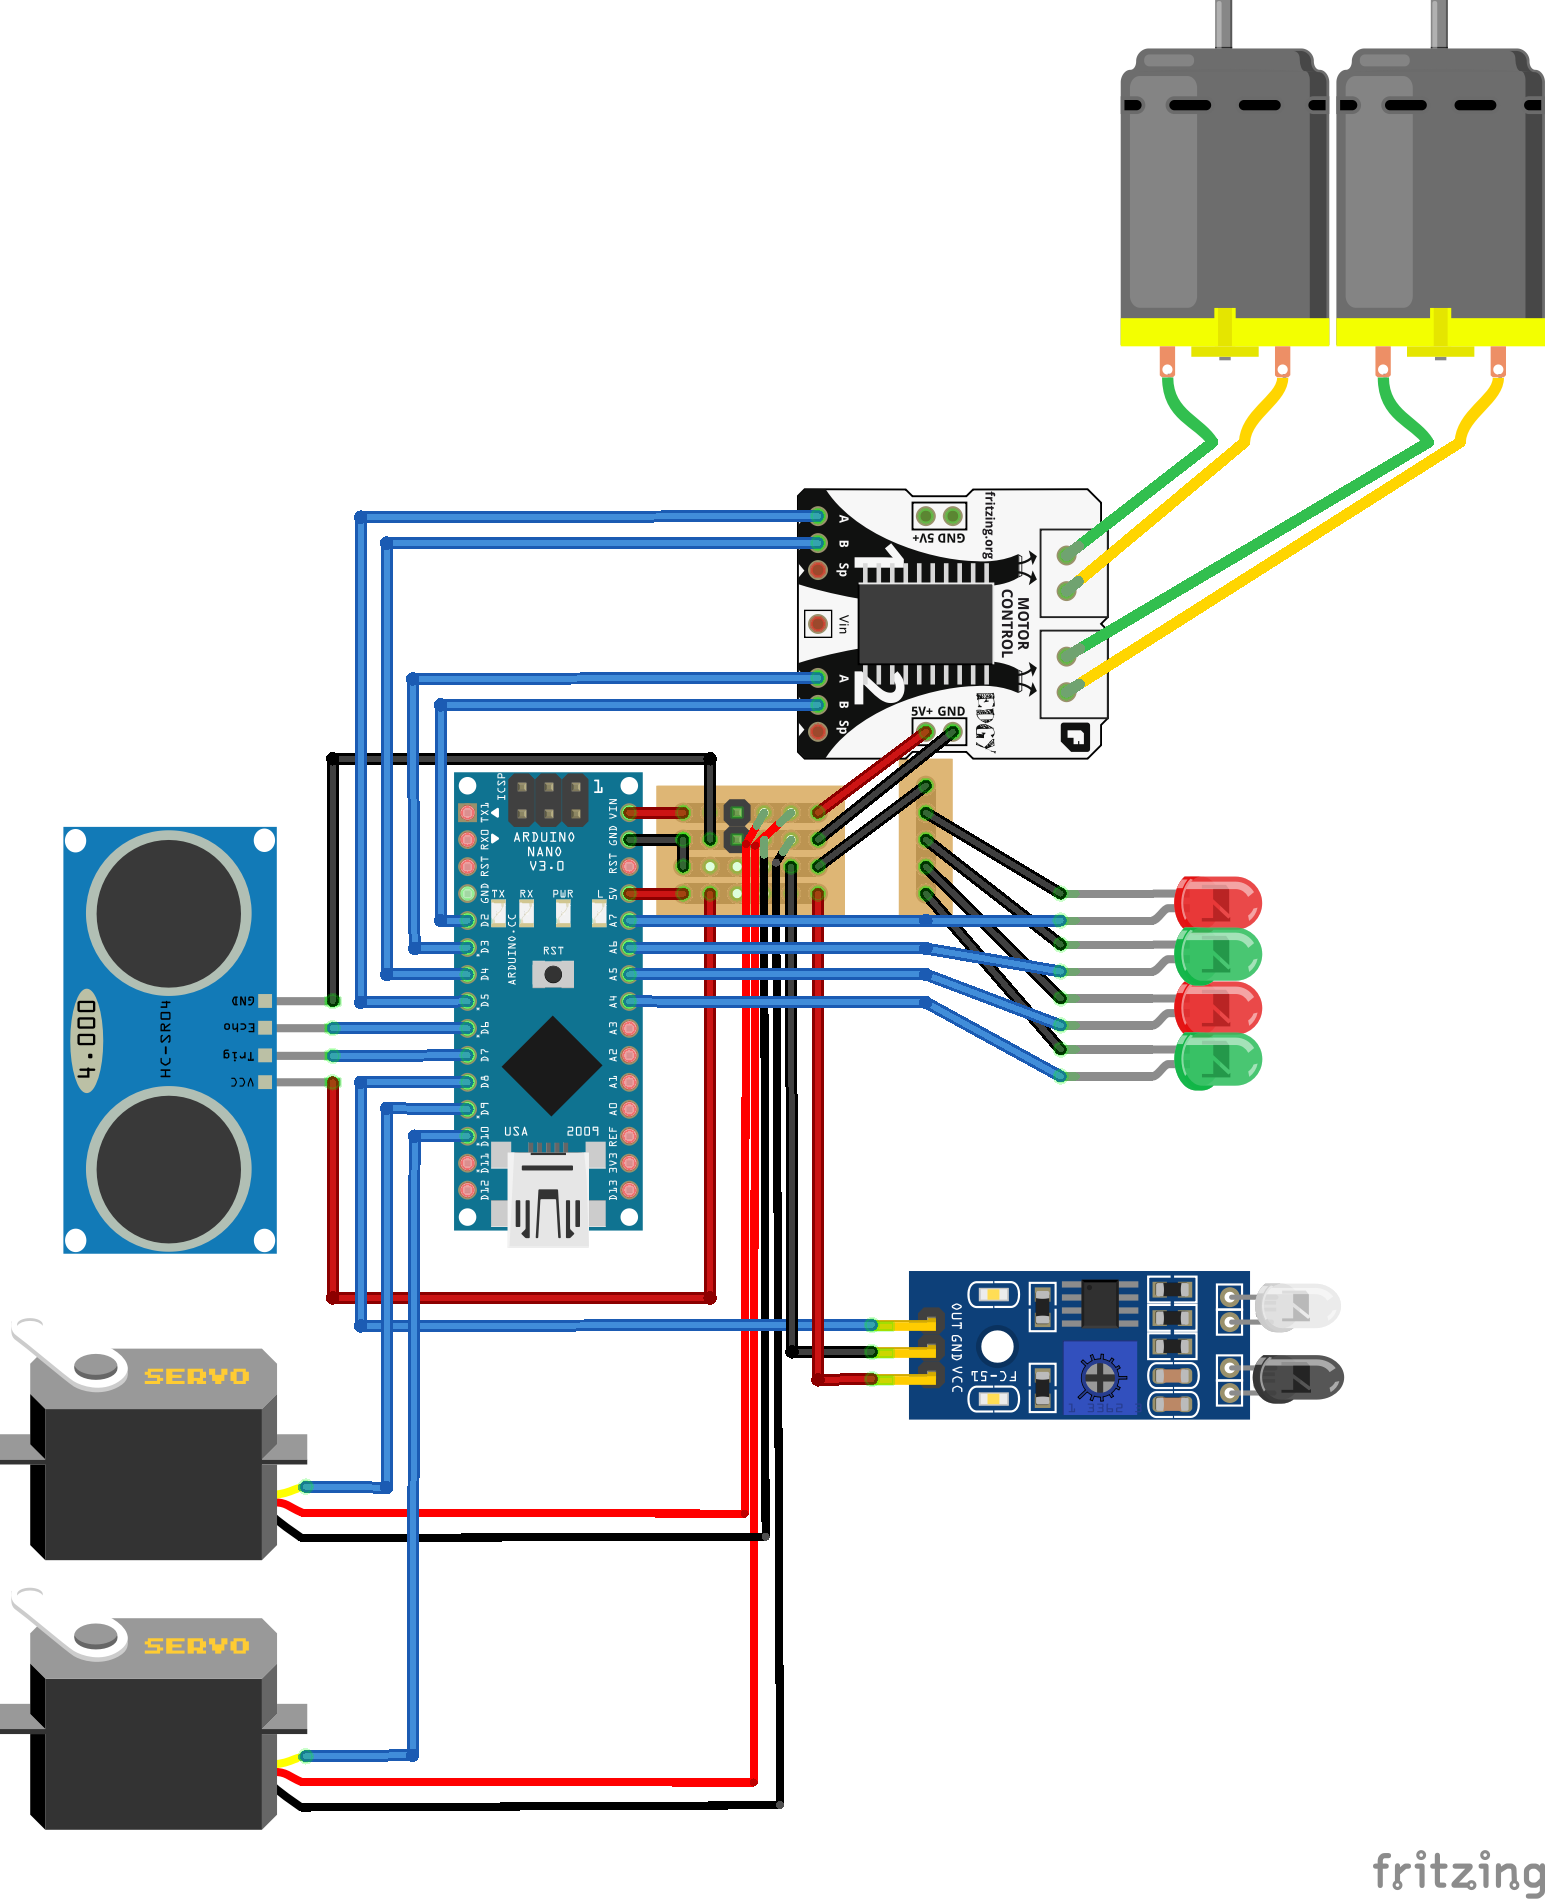 A
B
Sp
Vin
A
B
Sp
1
2
GND 5V+
fritzing.org
MOTOR
CONTROL
5V+ GND
EDGY
F
ICSP
1
TX1
RX0
RST
GND
D2
D3
D4
D5
D6
D7
D8
D9
D10
D11
D12
VIN
GND
RST
5V
A7
A6
A5
A4
A3
A2
A1
A0
REF
3V3
D13
ARDUINO
NANO
V3.0
TX RX PWR L
ARDUINO.CC
RST
USA 2009
4.000
HC-SR04
GND
Echo
Trig
VCC
OUT
GND
VCC
FC-51
1 3362
SERVO
SERVO
fritzing